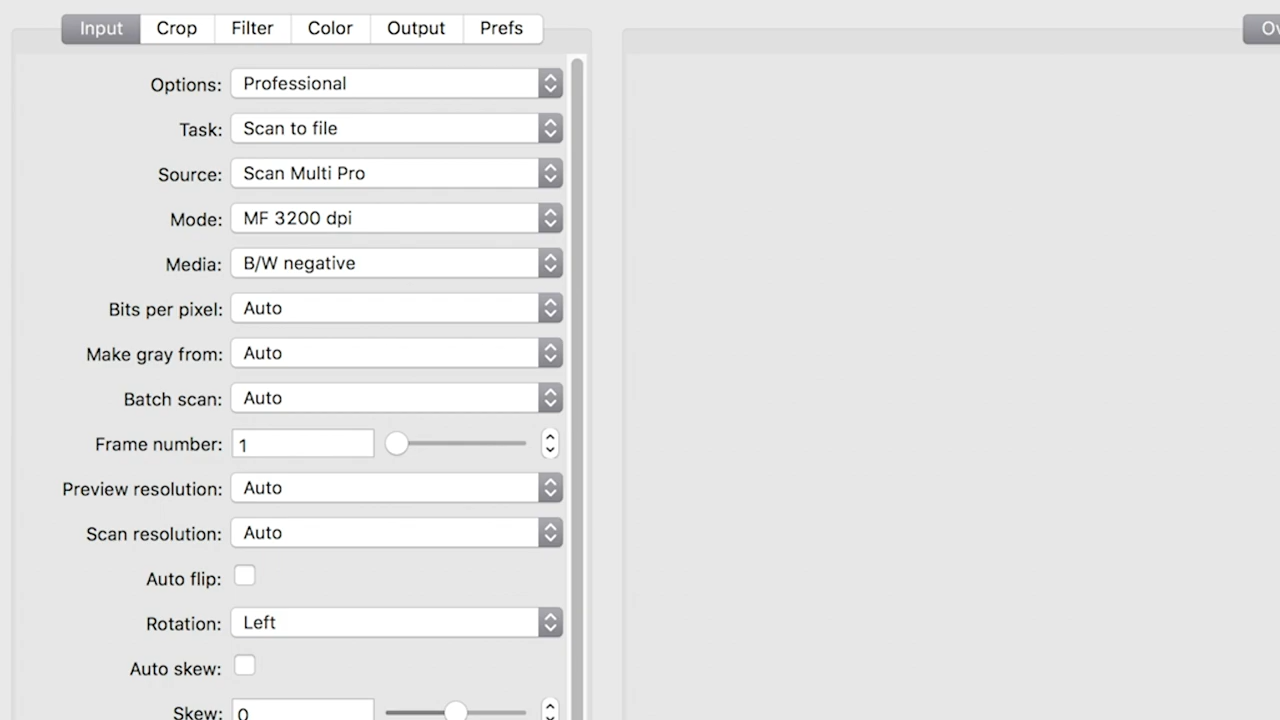 Input Crop Filter Color Output Prefs
Options: Professional
Task: Scan to file
Source: Scan Multi Pro
Mode: MF 3200 dpi
Media: B/W negative
Bits per pixel: Auto
Make gray from: Auto
Batch scan: Auto
Frame number: 1
Preview resolution: Auto
Scan resolution: Auto
Auto flip:
Rotation: Left
Auto skew:
Skew: 0